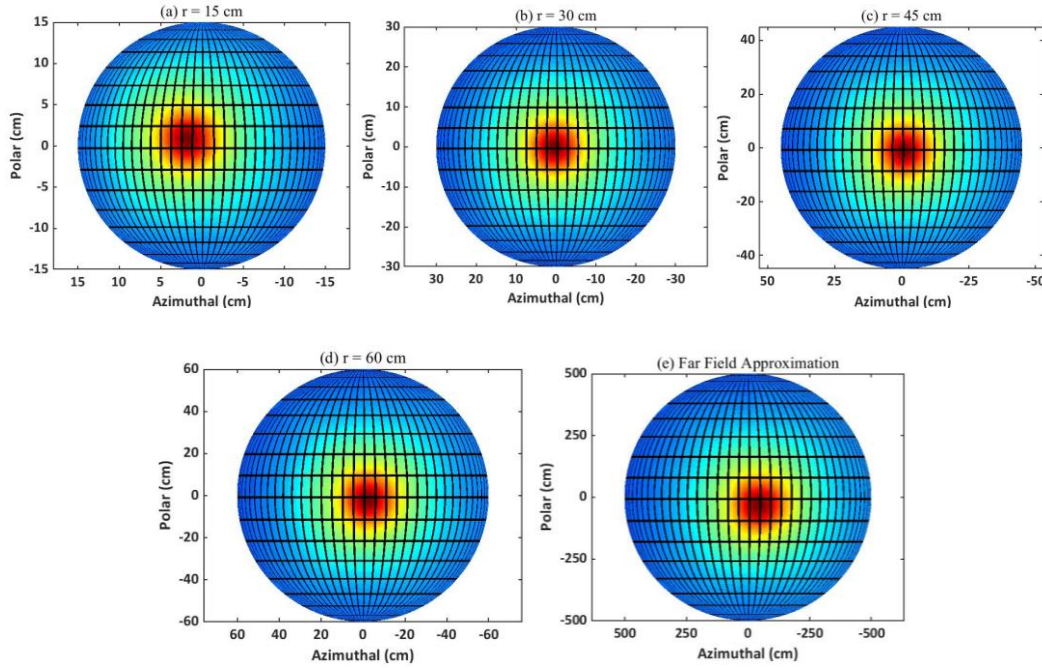 (a) r = 15 cm
15
10
5
0
-5
-10
-15
Polar (cm)
15 10 5 0 -5 -10 -15
Azimuthal (cm)
(b) r = 30 cm
30
20
10
0
-10
-20
-30
Polar (cm)
30 20 10 0 -10 -20 -30
Azimuthal (cm)
(c) r = 45 cm
40
20
0
-20
-40
Polar (cm)
50 25 0 -25 -50
Azimuthal (cm)
(d) r = 60 cm
60
40
20
0
-20
-40
-60
Polar (cm)
60 40 20 0 -20 -40 -60
Azimuthal (cm)
(e) Far Field Approximation
500
250
0
-250
-500
Polar (cm)
500 250 0 -250 -500
Azimuthal (cm)